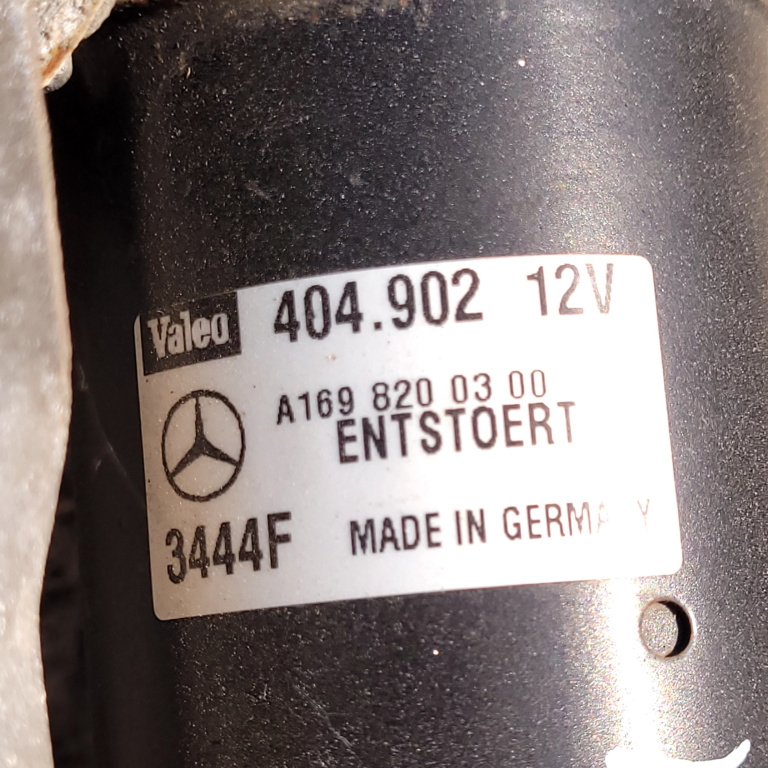 Valeo 404.902 12V
A169 820 03 00
ENTSTOERT
3444F MADE IN GERMANY